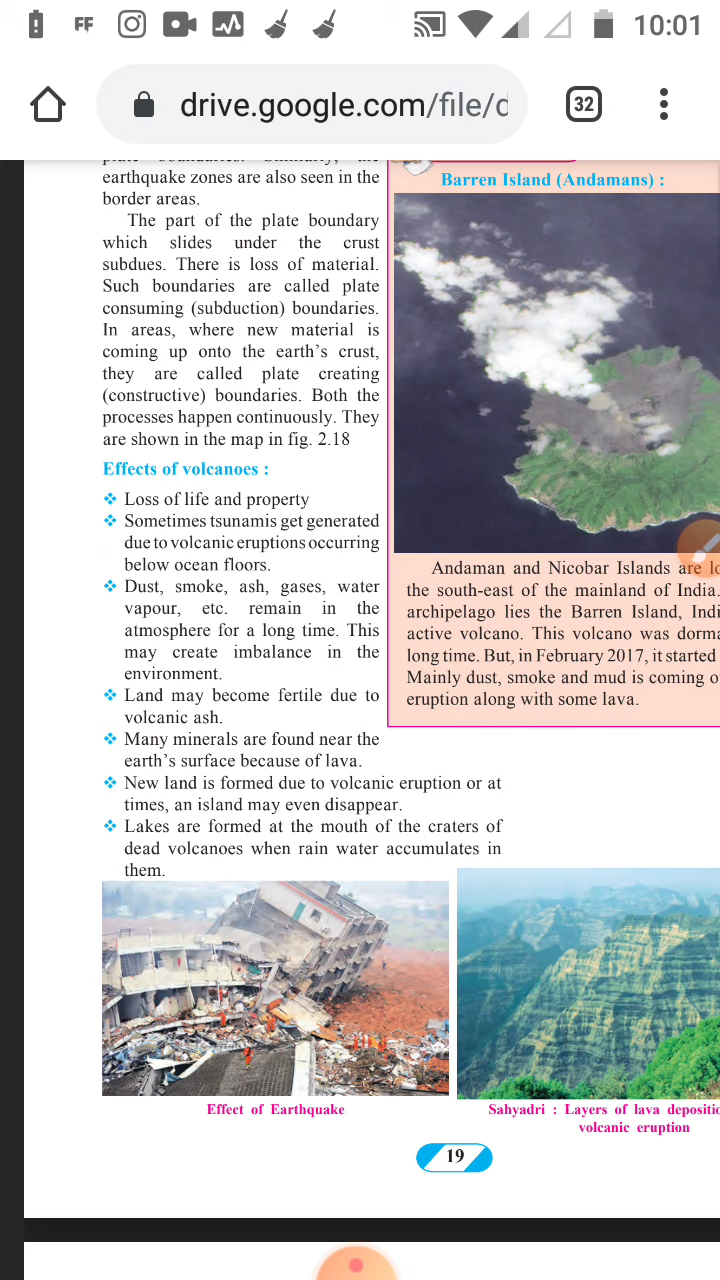 FF
10:01
drive.google.com/file/d
32
earthquake zones are also seen in the
border areas.
The part of the plate boundary
which slides under the crust
subdues. There is loss of material.
Such boundaries are called plate
consuming (subduction) boundaries.
In areas, where new material is
coming up onto the earth's crust,
they are called plate creating
(constructive) boundaries. Both the
processes happen continuously. They
are shown in the map in fig. 2.18
Effects of volcanoes :
❖ Loss of life and property
❖ Sometimes tsunamis get generated
due to volcanic eruptions occurring
below ocean floors.
❖ Dust, smoke, ash, gases, water
vapour, etc. remain in the
atmosphere for a long time. This
may create imbalance in the
environment.
❖ Land may become fertile due to
volcanic ash.
❖ Many minerals are found near the
earth's surface because of lava.
❖ New land is formed due to volcanic eruption or at
times, an island may even disappear.
❖ Lakes are formed at the mouth of the craters of
dead volcanoes when rain water accumulates in
them.
Barren Island (Andamans) :
Andaman and Nicobar Islands are lo
the south-east of the mainland of India.
archipelago lies the Barren Island, Indi
active volcano. This volcano was dorma
long time. But, in February 2017, it started
Mainly dust, smoke and mud is coming o
eruption along with some lava.
Effect of Earthquake
Sahyadri : Layers of lava depositio
volcanic eruption
19